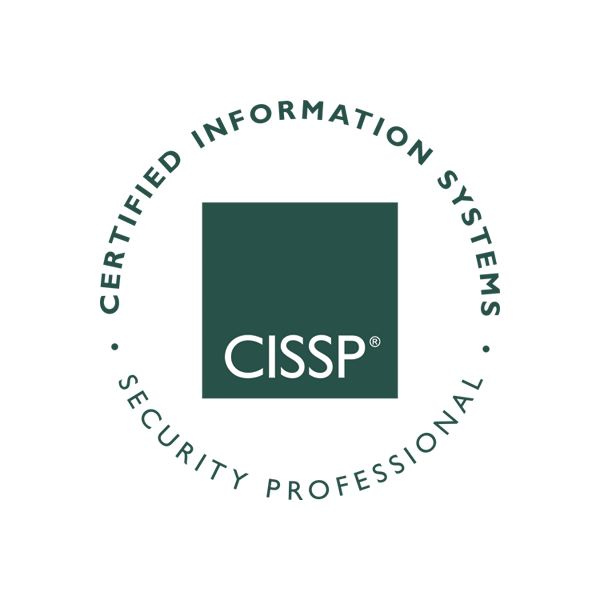 CERTIFIED INFORMATION SYSTEMS
CISSP®
• SECURITY PROFESSIONAL •